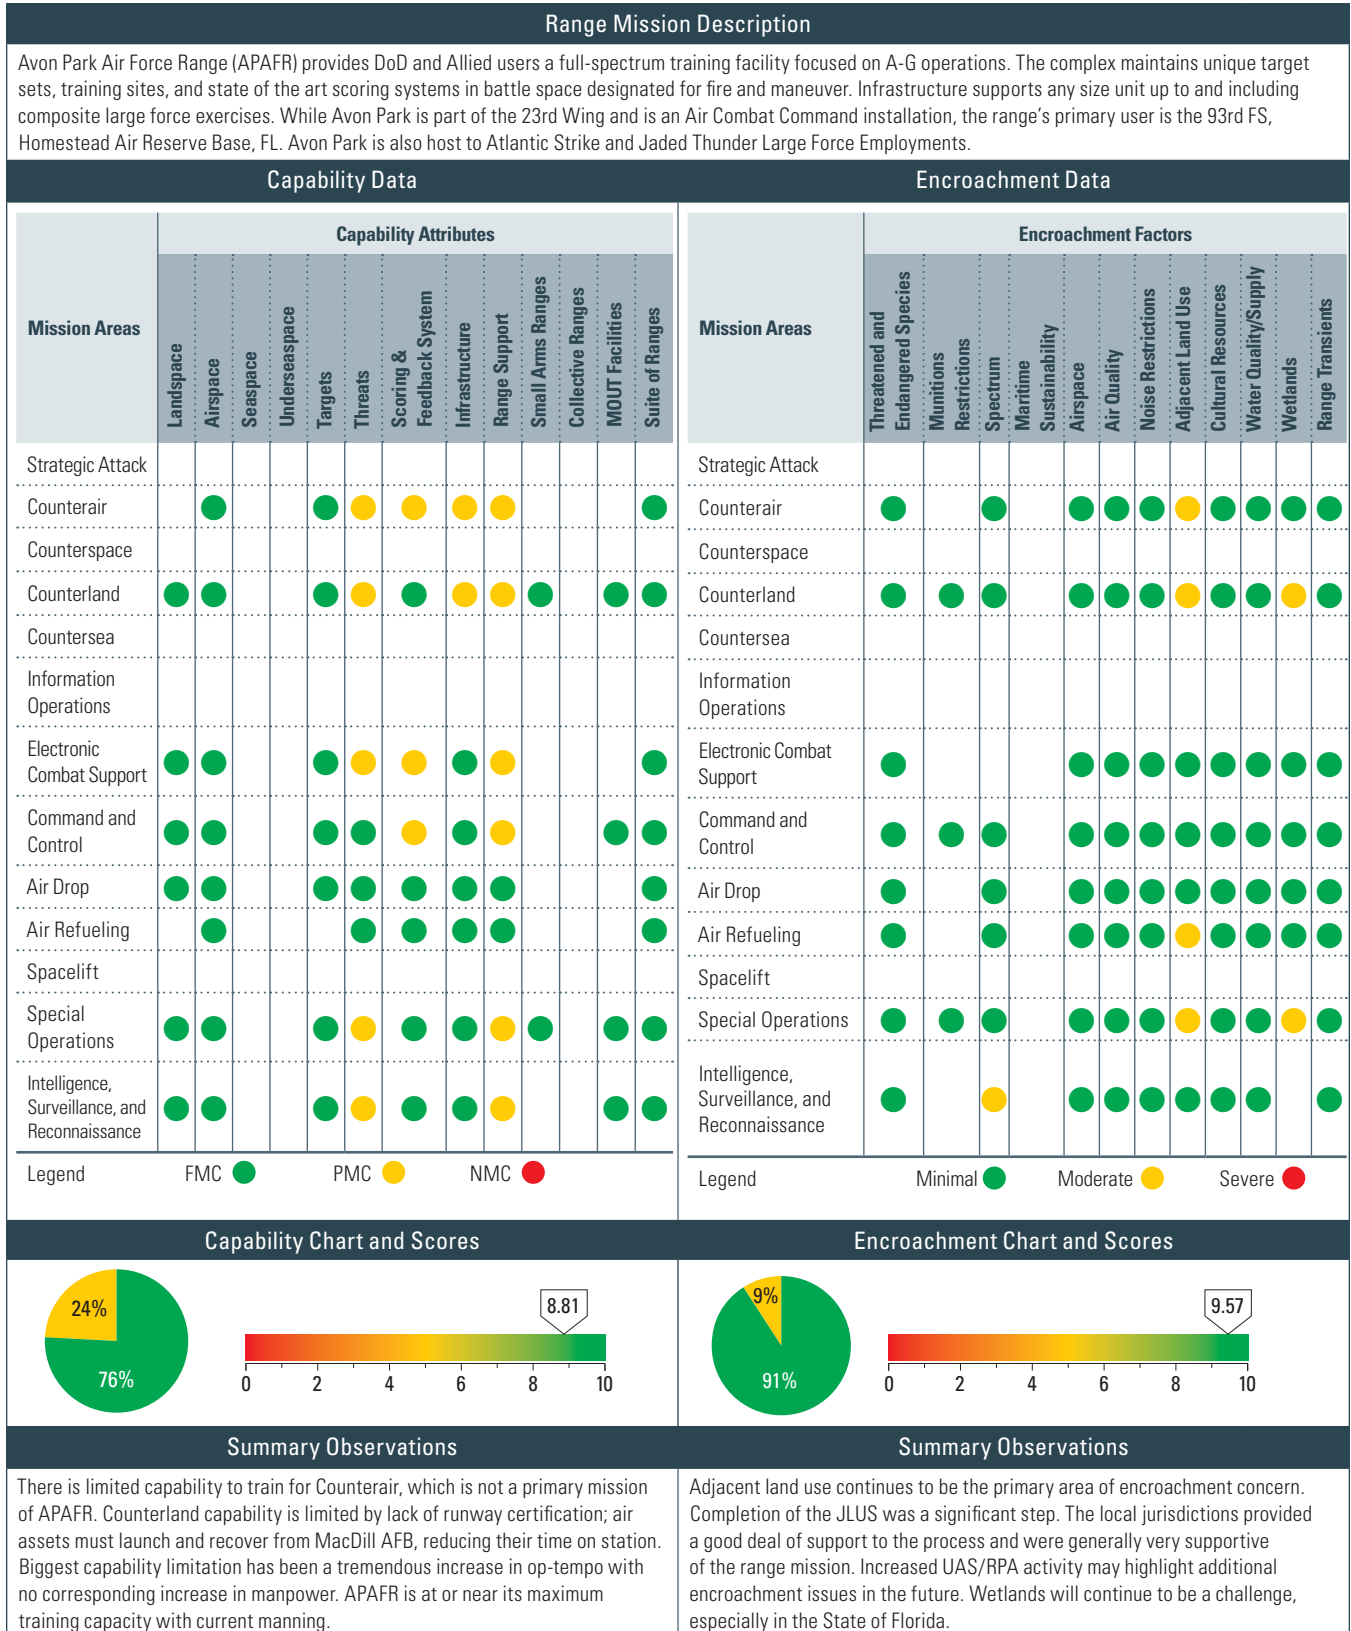 Range Mission Description
Avon Park Air Force Range (APAFR) provides DoD and Allied users a full-spectrum training facility focused on A-G operations. The complex maintains unique target
sets, training sites, and state of the art scoring systems in battle space designated for fire and maneuver. Infrastructure supports any size unit up to and including
composite large force exercises. While Avon Park is part of the 23rd Wing and is an Air Combat Command installation, the range's primary user is the 93rd FS,
Homestead Air Reserve Base, FL. Avon Park is also host to Atlantic Strike and Jaded Thunder Large Force Employments.
Capability Data
Mission Areas
Capability Attributes
Landspace
Airspace
Seaspace
Underseaspace
Targets
Threats
Scoring &
Feedback System
Infrastructure
Range Support
Small Arms Ranges
Collective Ranges
MOUT Facilities
Suite of Ranges
Strategic Attack
Counterair
Counterspace
Counterland
Countersea
Information
Operations
Electronic
Combat Support
Command and
Control
Air Drop
Air Refueling
Spacelift
Special
Operations
Intelligence,
Surveillance, and
Reconnaissance
Legend FMC PMC NMC
Encroachment Data
Mission Areas
Encroachment Factors
Threatened and
Endangered Species
Munitions
Restrictions
Spectrum
Maritime
Sustainability
Airspace
Air Quality
Noise Restrictions
Adjacent Land Use
Cultural Resources
Water Quality/Supply
Wetlands
Range Transients
Strategic Attack
Counterair
Counterspace
Counterland
Countersea
Information
Operations
Electronic Combat
Support
Command and
Control
Air Drop
Air Refueling
Spacelift
Special Operations
Intelligence,
Surveillance, and
Reconnaissance
Legend Minimal Moderate Severe
Capability Chart and Scores
24%
76%
8.81
0 2 4 6 8 10
Encroachment Chart and Scores
9%
91%
9.57
0 2 4 6 8 10
Summary Observations
There is limited capability to train for Counterair, which is not a primary mission
of APAFR. Counterland capability is limited by lack of runway certification; air
assets must launch and recover from MacDill AFB, reducing their time on station.
Biggest capability limitation has been a tremendous increase in op-tempo with
no corresponding increase in manpower. APAFR is at or near its maximum
training capacity with current manning.
Summary Observations
Adjacent land use continues to be the primary area of encroachment concern.
Completion of the JLUS was a significant step. The local jurisdictions provided
a good deal of support to the process and were generally very supportive
of the range mission. Increased UAS/RPA activity may highlight additional
encroachment issues in the future. Wetlands will continue to be a challenge,
especially in the State of Florida.